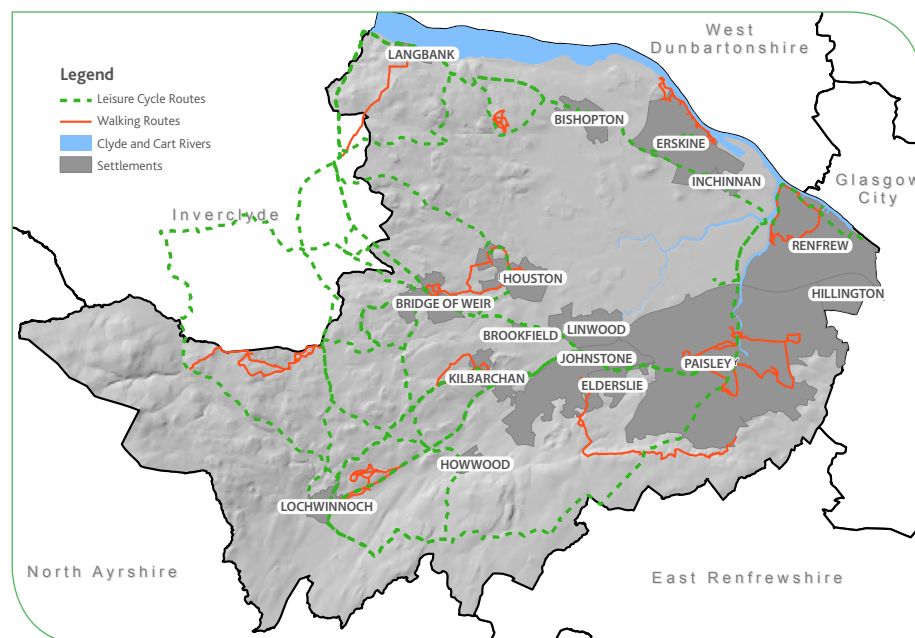 West
Dunbartonshire
LANGBANK
Legend
Leisure Cycle Routes
Walking Routes
Clyde and Cart Rivers
Settlements
BISHOPTON
ERSKINE
INCHINNAN
Glasgow
City
Inverclyde
RENFREW
HOUSTON
HILLINGTON
BRIDGE OF WEIR
LINWOOD
BROOKFIELD
JOHNSTONE
PAISLEY
KILBARCHAN
ELDERSLIE
HOWWOOD
LOCHWINNOCH
North Ayrshire
East Renfrewshire